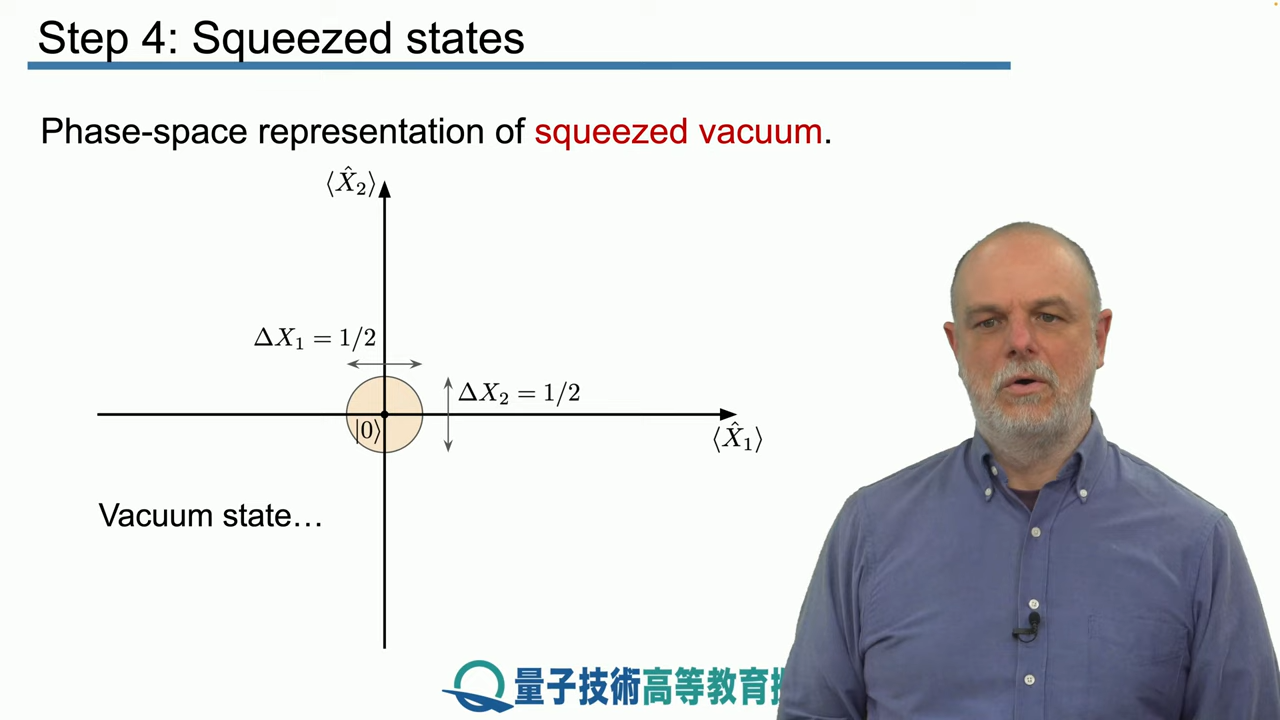 Step 4: Squeezed states
Phase-space representation of squeezed vacuum.
⟨X̂₂⟩
ΔX₁ = 1/2
ΔX₂ = 1/2
|0⟩
⟨X̂₁⟩
Vacuum state…
量子技術高等教育